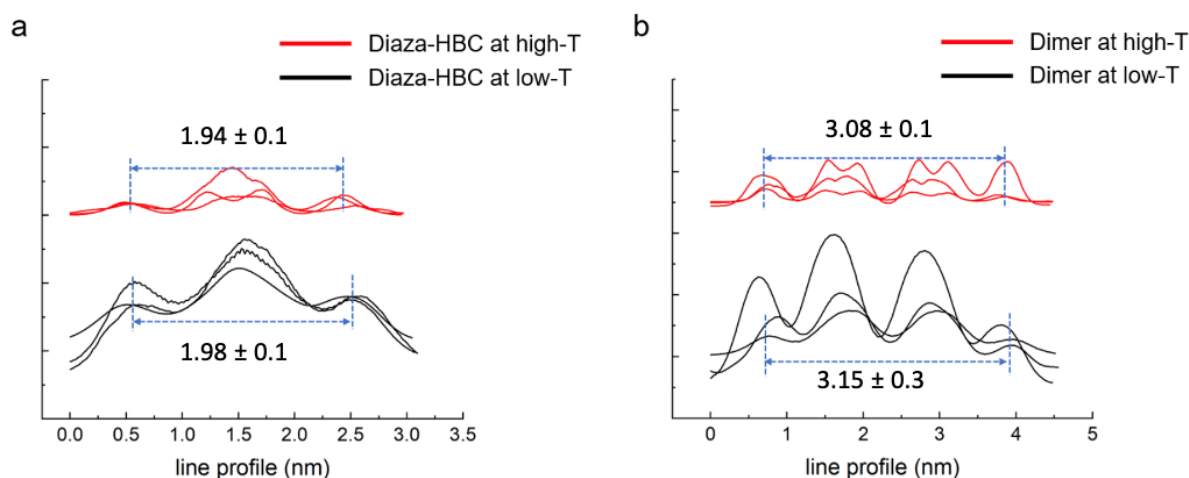 a
Diaza-HBC at high-T
Diaza-HBC at low-T
1.94 ± 0.1
1.98 ± 0.1
0.0 0.5 1.0 1.5 2.0 2.5 3.0 3.5
line profile (nm)
b
Dimer at high-T
Dimer at low-T
3.08 ± 0.1
3.15 ± 0.3
0 1 2 3 4 5
line profile (nm)